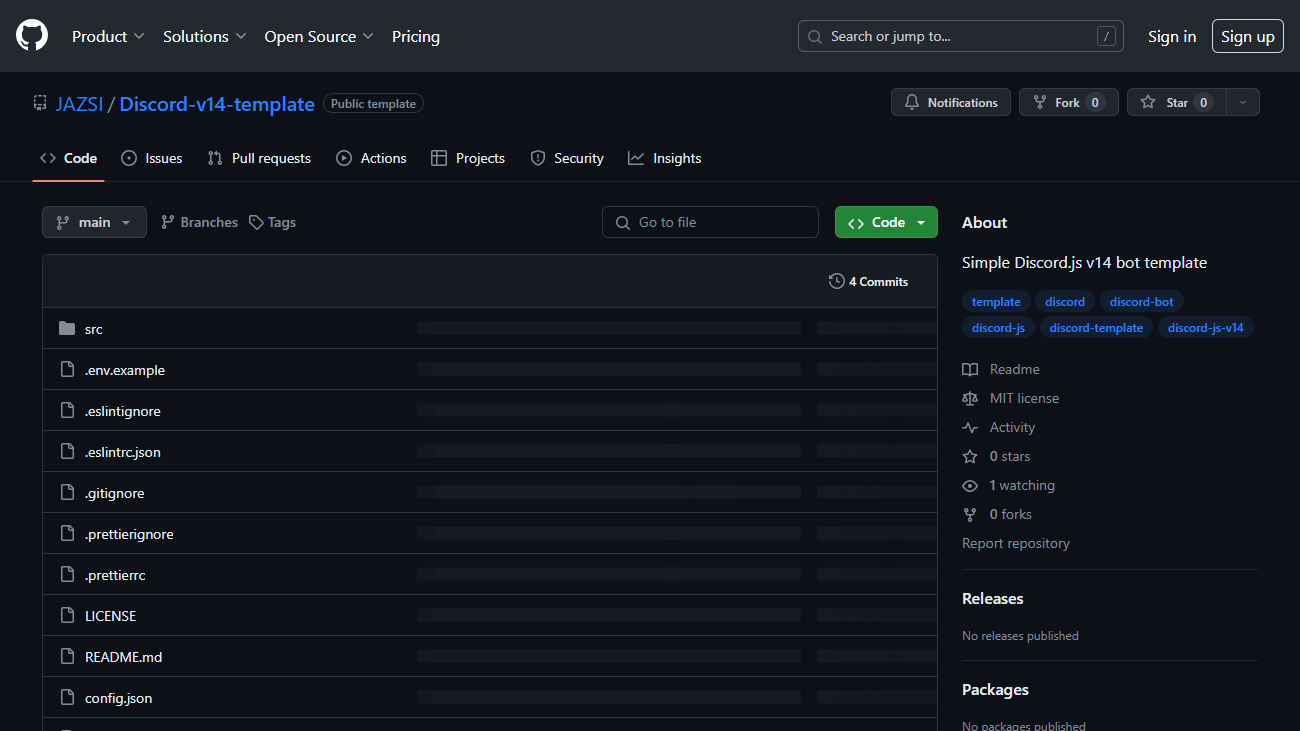 Product Solutions Open Source Pricing Search or jump to... / Sign in Sign up
JAZSI / Discord-v14-template Public template Notifications Fork 0 Star 0
Code Issues Pull requests Actions Projects Security Insights
main Branches Tags Go to file Code
4 Commits
src
.env.example
.eslintignore
.eslintrc.json
.gitignore
.prettierignore
.prettierrc
LICENSE
README.md
config.json
About
Simple Discord.js v14 bot template
template discord discord-bot
discord-js discord-template discord-js-v14
Readme
MIT license
Activity
0 stars
1 watching
0 forks
Report repository
Releases
No releases published
Packages
No packages published